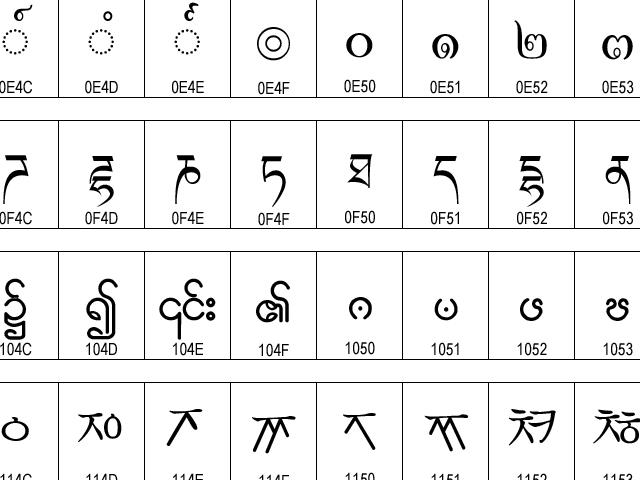 ◌์ ◌ํ ◌๎ ๏ ๐ ๑ ๒ ๓
0E4C 0E4D 0E4E 0E4F 0E50 0E51 0E52 0E53
ཌ ཌྷ ཎ ཏ ཐ ད དྷ ན
0F4C 0F4D 0F4E 0F4F 0F50 0F51 0F52 0F53
၌ ၍ ၎င်း ၏ ၐ ၑ ၒ ၓ
104C 104D 104E 104F 1050 1051 1052 1053
ᅌ ᅍ ᅎ ᅏ ᅐ ᅑ ᅒ ᅓ
114C 114D 114E 114F 1150 1151 1152 1153